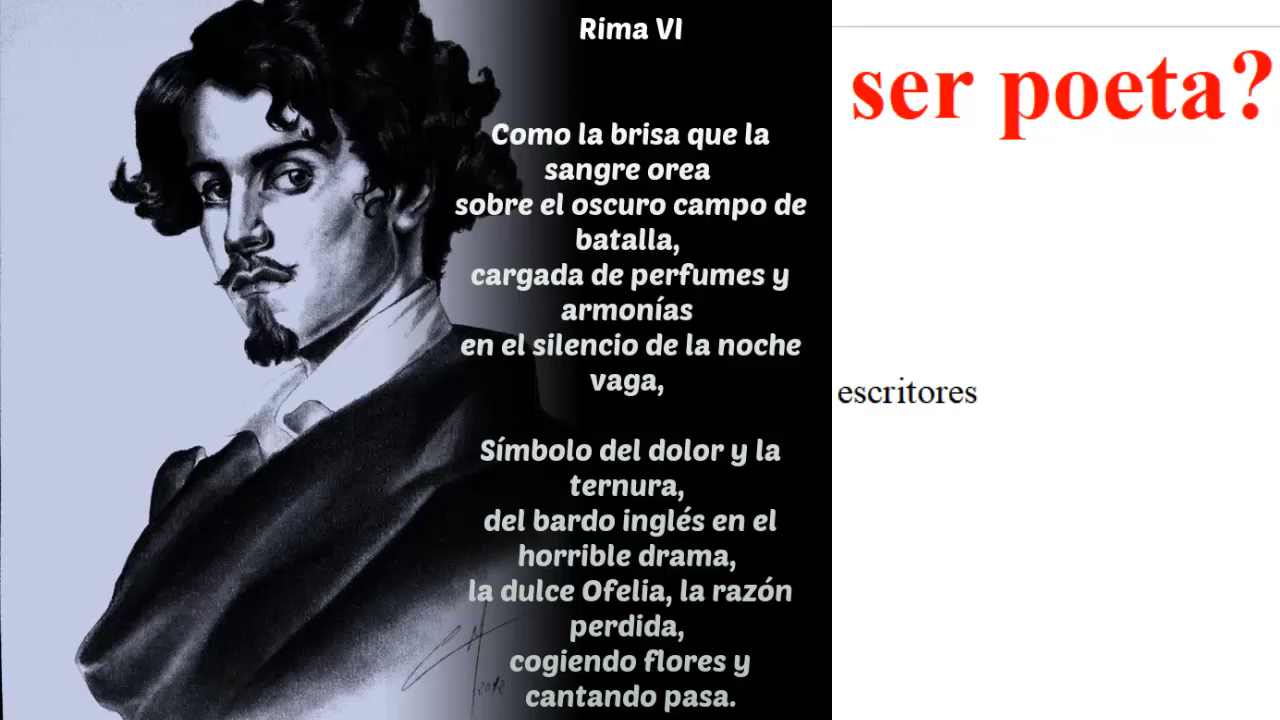 Rima VI
Como la brisa que la
sangre orea
sobre el oscuro campo de
batalla,
cargada de perfumes y
armonías
en el silencio de la noche
vaga,
Símbolo del dolor y la
ternura,
del bardo inglés en el
horrible drama,
la dulce Ofelia, la razón
perdida,
cogiendo flores y
cantando pasa.
2012
ser poeta?
escritores